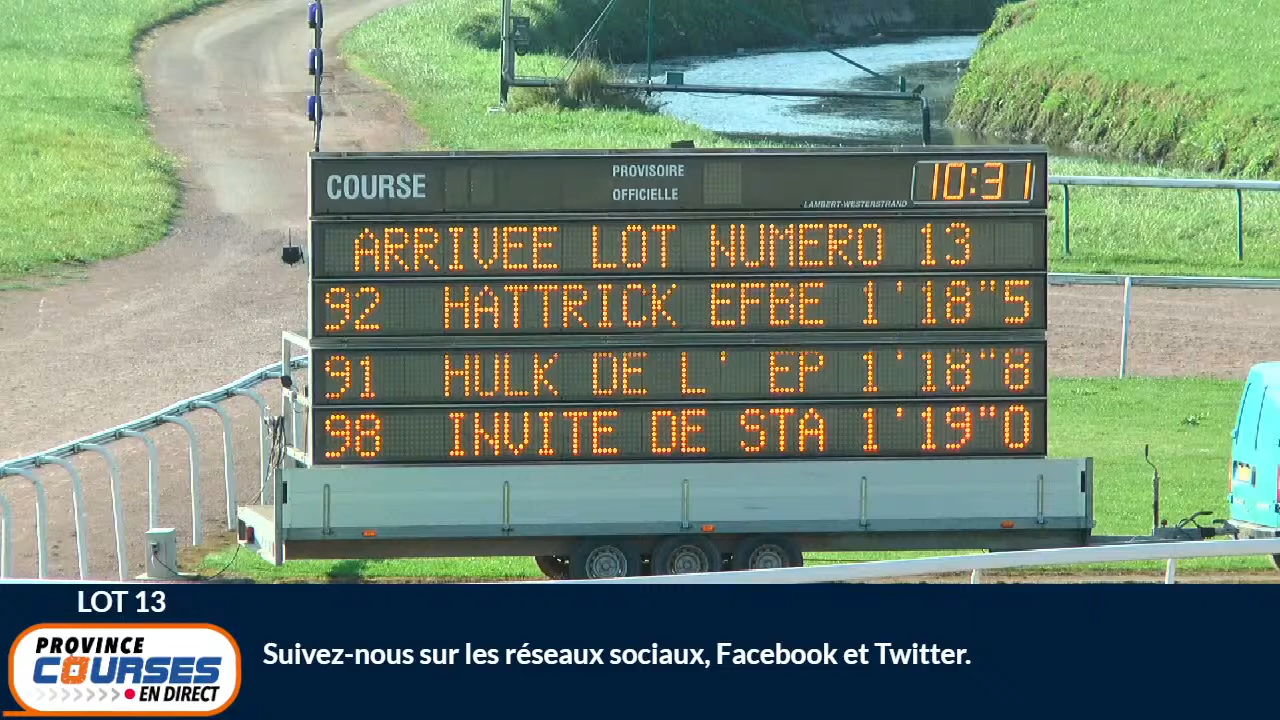 COURSE PROVISOIRE 10:31
OFFICIELLE
LAMBERT-WESTERSTRAND
ARRIVEE LOT NUMERO 13
92 HATTRICK EFBE 1'18"5
91 HULK DE L' EP 1'18"8
98 INVITE DE STA 1'19"0
LOT 13
PROVINCE
COURSES
EN DIRECT
Suivez-nous sur les réseaux sociaux, Facebook et Twitter.